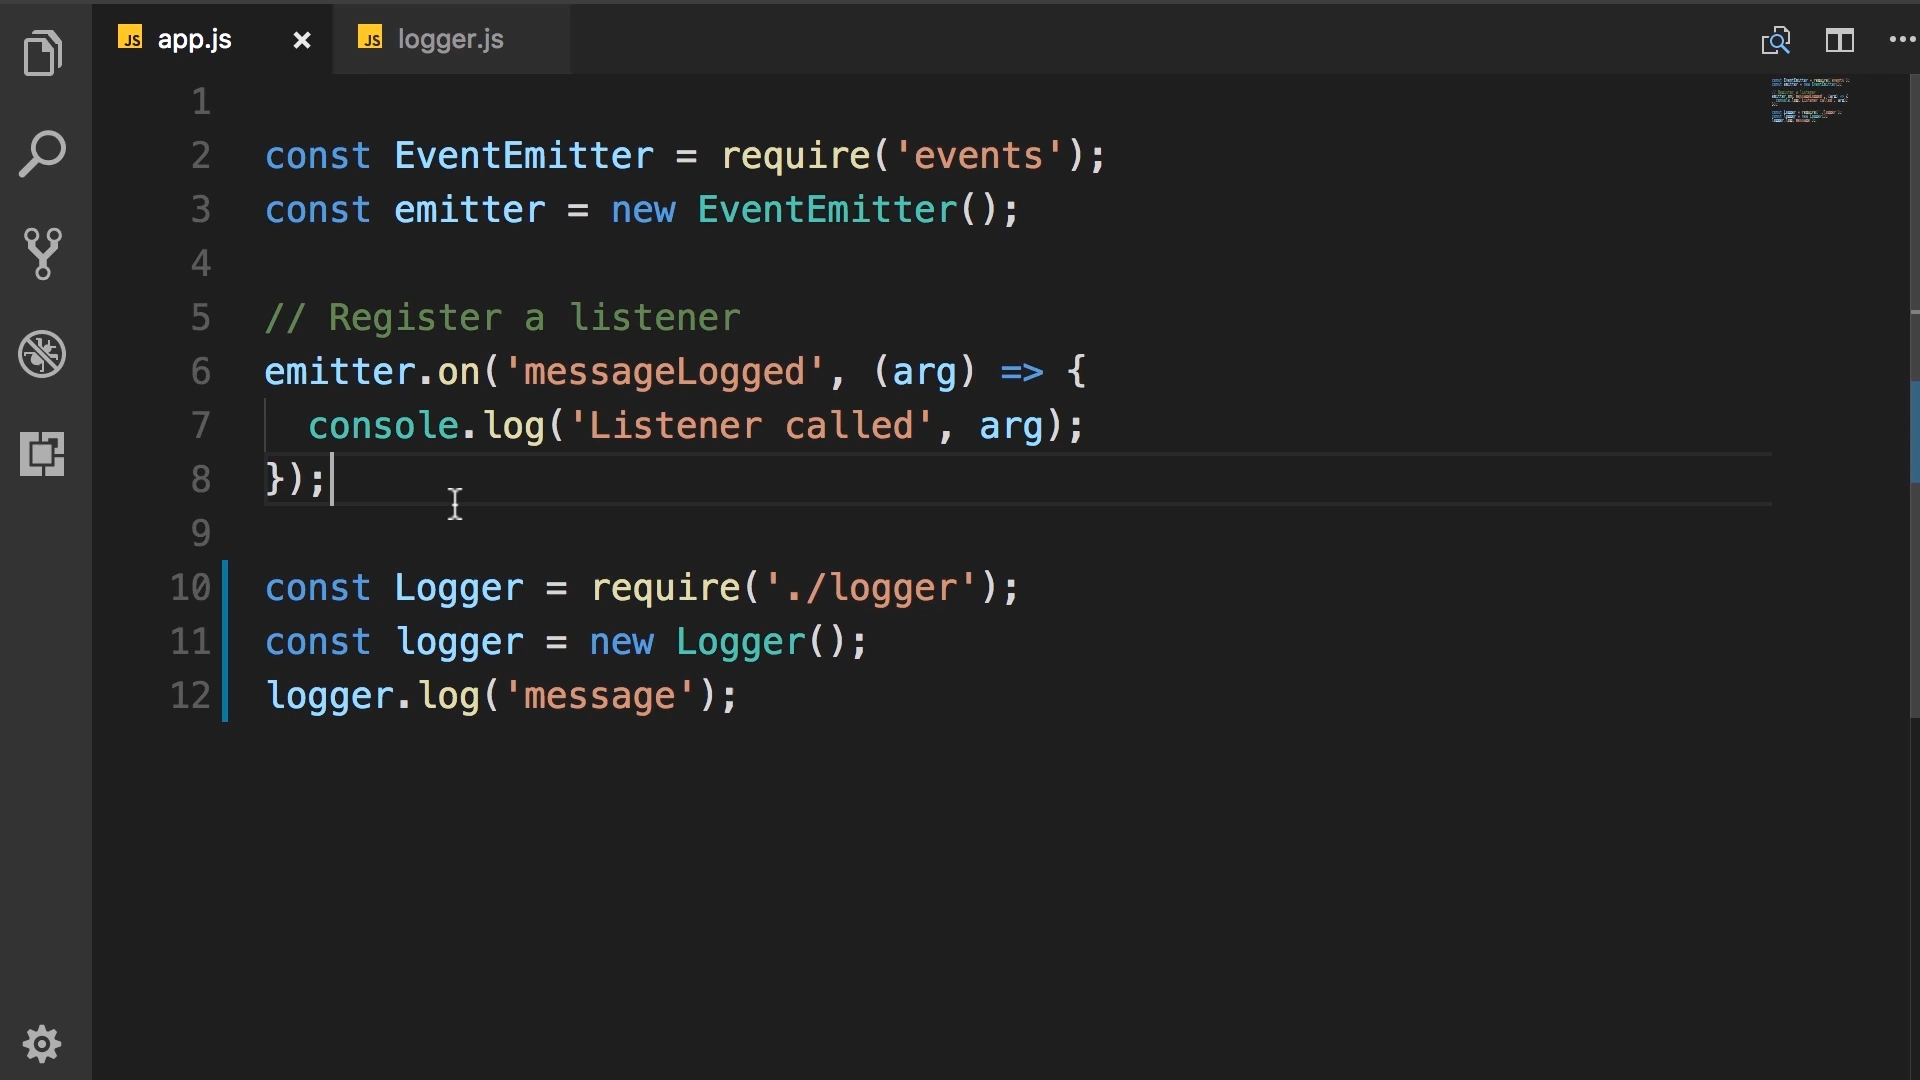 JS app.js × JS logger.js
1
2 const EventEmitter = require('events');
3 const emitter = new EventEmitter();
4
5 // Register a listener
6 emitter.on('messageLogged', (arg) => {
7 console.log('Listener called', arg);
8 });
9
10 const Logger = require('./logger');
11 const logger = new Logger();
12 logger.log('message');